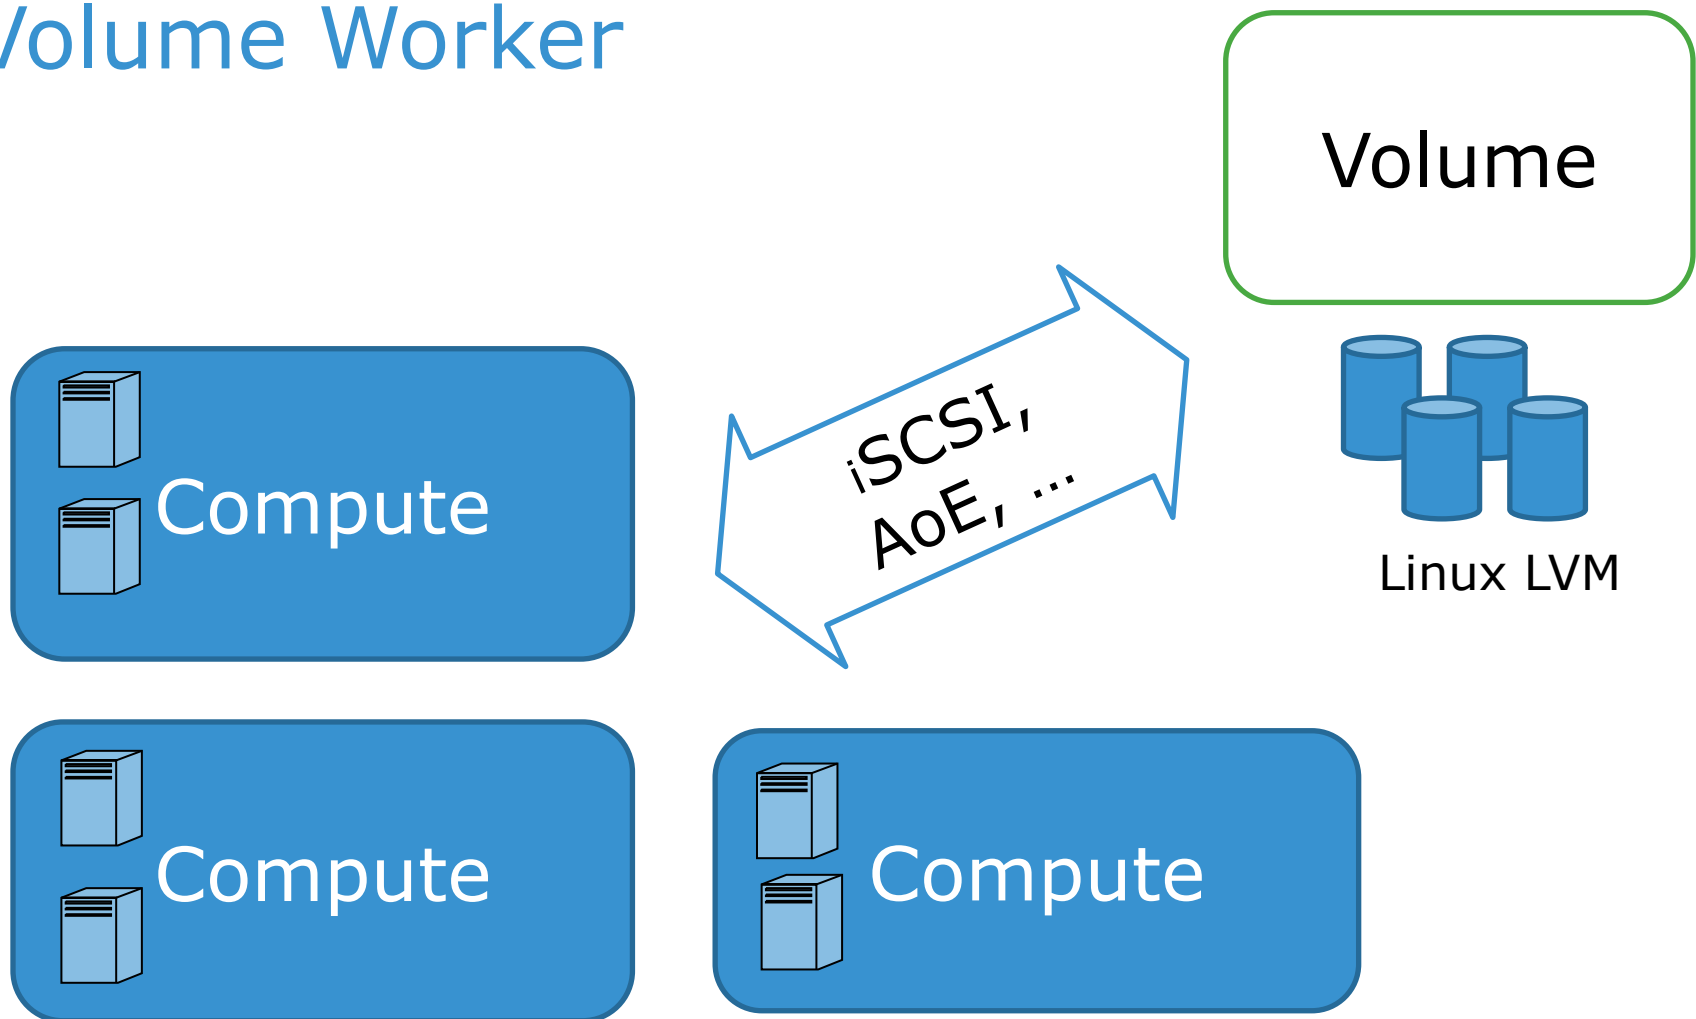 Volume Worker
Volume
iSCSI,
AoE, ...
Linux LVM
Compute
Compute
Compute